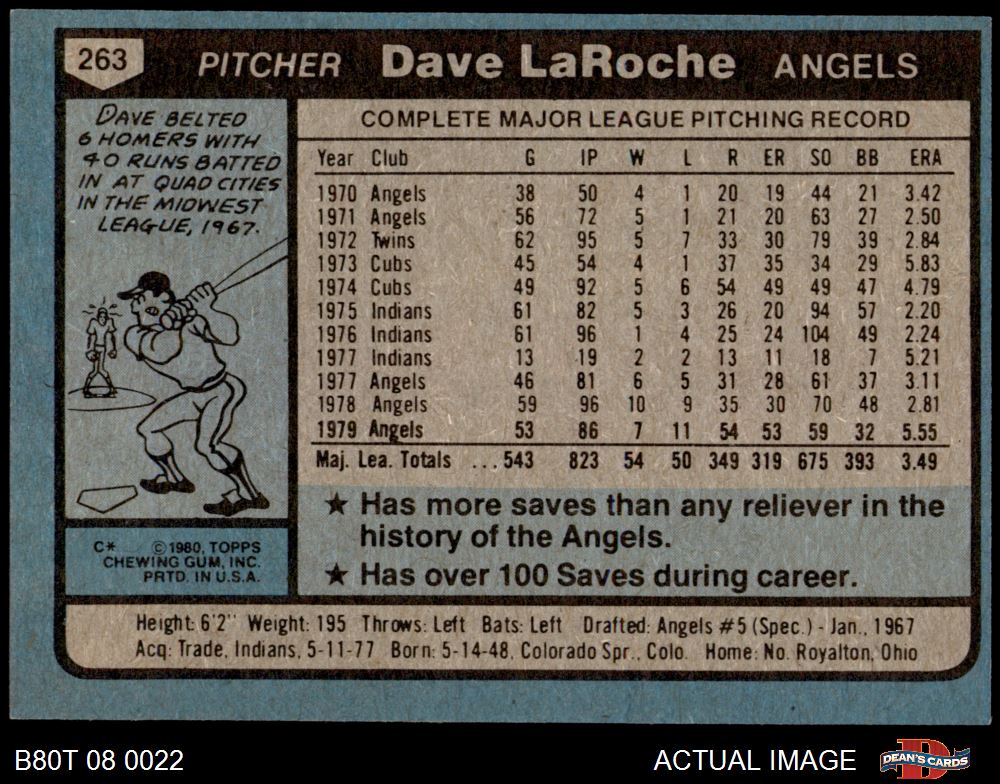 263 PITCHER Dave LaRoche ANGELS
DAVE BELTED
6 HOMERS WITH
40 RUNS BATTED
IN AT QUAD CITIES
IN THE MIDWEST
LEAGUE, 1967.
C* ©1980, TOPPS
CHEWING GUM, INC.
PRTD. IN U.S.A.
COMPLETE MAJOR LEAGUE PITCHING RECORD
Year Club G IP W L R ER SO BB ERA
1970 Angels 38 50 4 1 20 19 44 21 3.42
1971 Angels 56 72 5 1 21 20 63 27 2.50
1972 Twins 62 95 5 7 33 30 79 39 2.84
1973 Cubs 45 54 4 1 37 35 34 29 5.83
1974 Cubs 49 92 5 6 54 49 49 47 4.79
1975 Indians 61 82 5 3 26 20 94 57 2.20
1976 Indians 61 96 1 4 25 24 104 49 2.24
1977 Indians 13 19 2 2 13 11 18 7 5.21
1977 Angels 46 81 6 5 31 28 61 37 3.11
1978 Angels 59 96 10 9 35 30 70 48 2.81
1979 Angels 53 86 7 11 54 53 59 32 5.55
Maj. Lea. Totals ...543 823 54 50 349 319 675 393 3.49
★ Has more saves than any reliever in the
history of the Angels.
★ Has over 100 Saves during career.
Height: 6'2" Weight: 195 Throws: Left Bats: Left Drafted: Angels #5 (Spec.) - Jan., 1967
Acq: Trade, Indians, 5-11-77 Born: 5-14-48, Colorado Spr., Colo. Home: No. Royalton, Ohio
B80T 08 0022 ACTUAL IMAGE DEAN'S CARDS